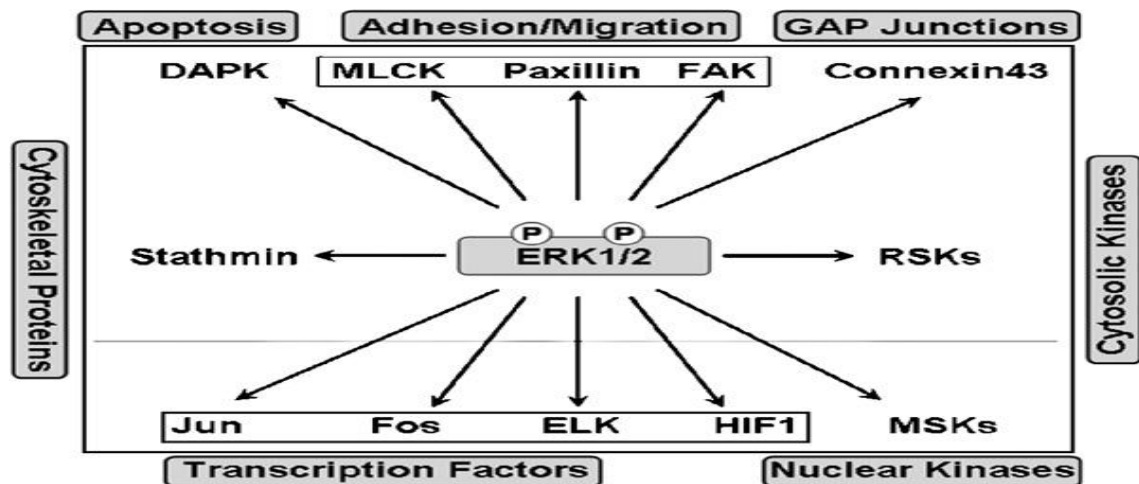 Apoptosis Adhesion/Migration GAP Junctions
DAPK MLCK Paxillin FAK Connexin43
Cytoskeletal Proteins
Cytosolic Kinases
P P
Stathmin ERK1/2 RSKs
Jun Fos ELK HIF1 MSKs
Transcription Factors Nuclear Kinases